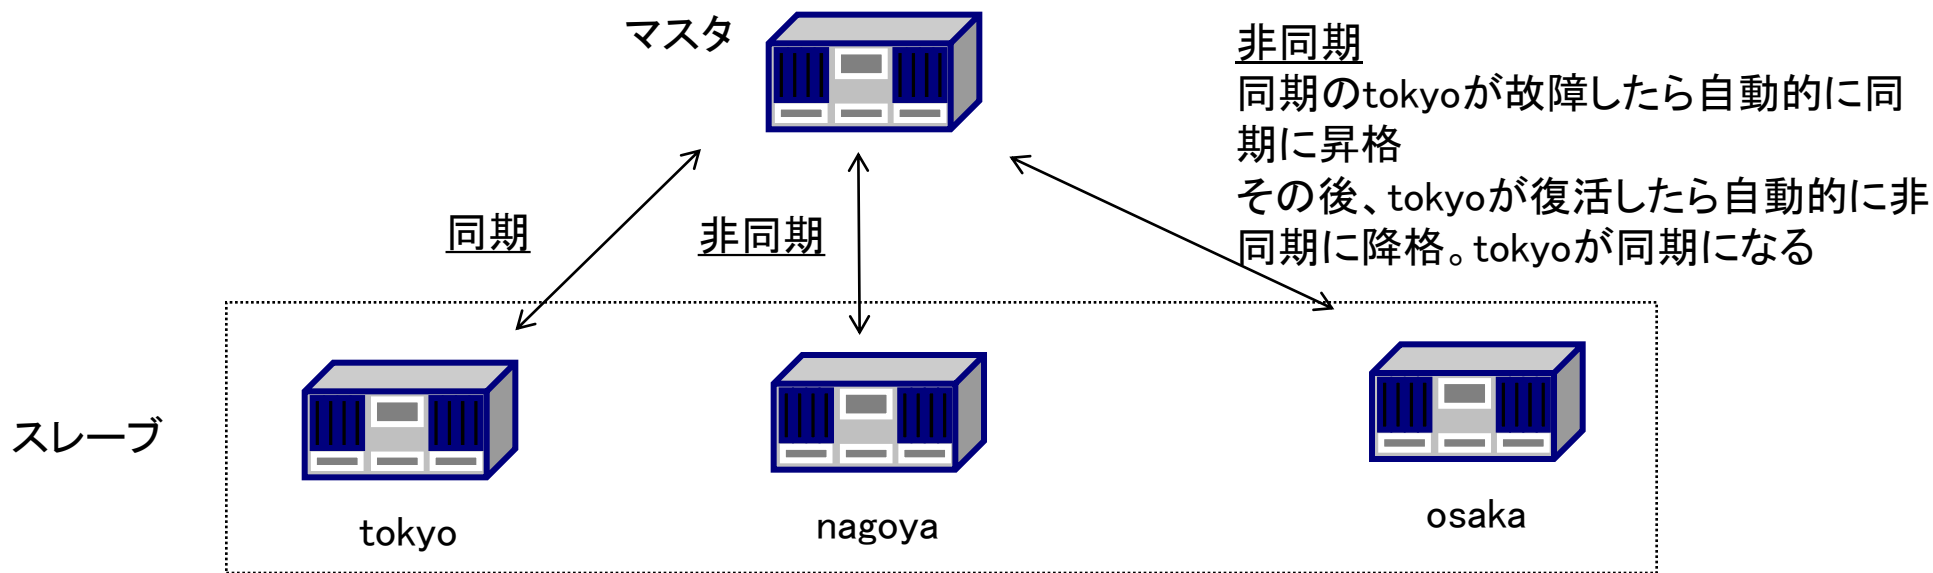 マスタ
非同期
同期のtokyoが故障したら自動的に同
期に昇格
その後、tokyoが復活したら自動的に非
同期に降格。tokyoが同期になる
同期
非同期
スレーブ
tokyo
nagoya
osaka